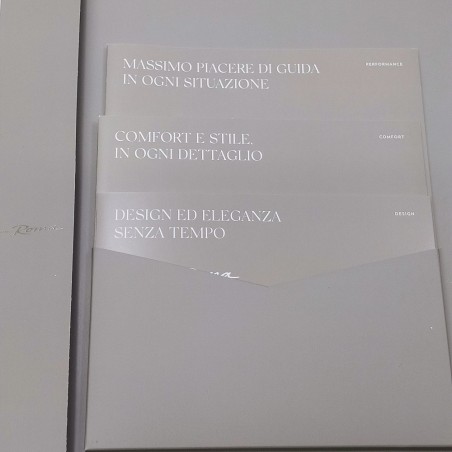 MASSIMO PIACERE DI GUIDA
IN OGNI SITUAZIONE
PERFORMANCE
COMFORT E STILE,
IN OGNI DETTAGLIO
COMFORT
DESIGN ED ELEGANZA
SENZA TEMPO
DESIGN
Roma